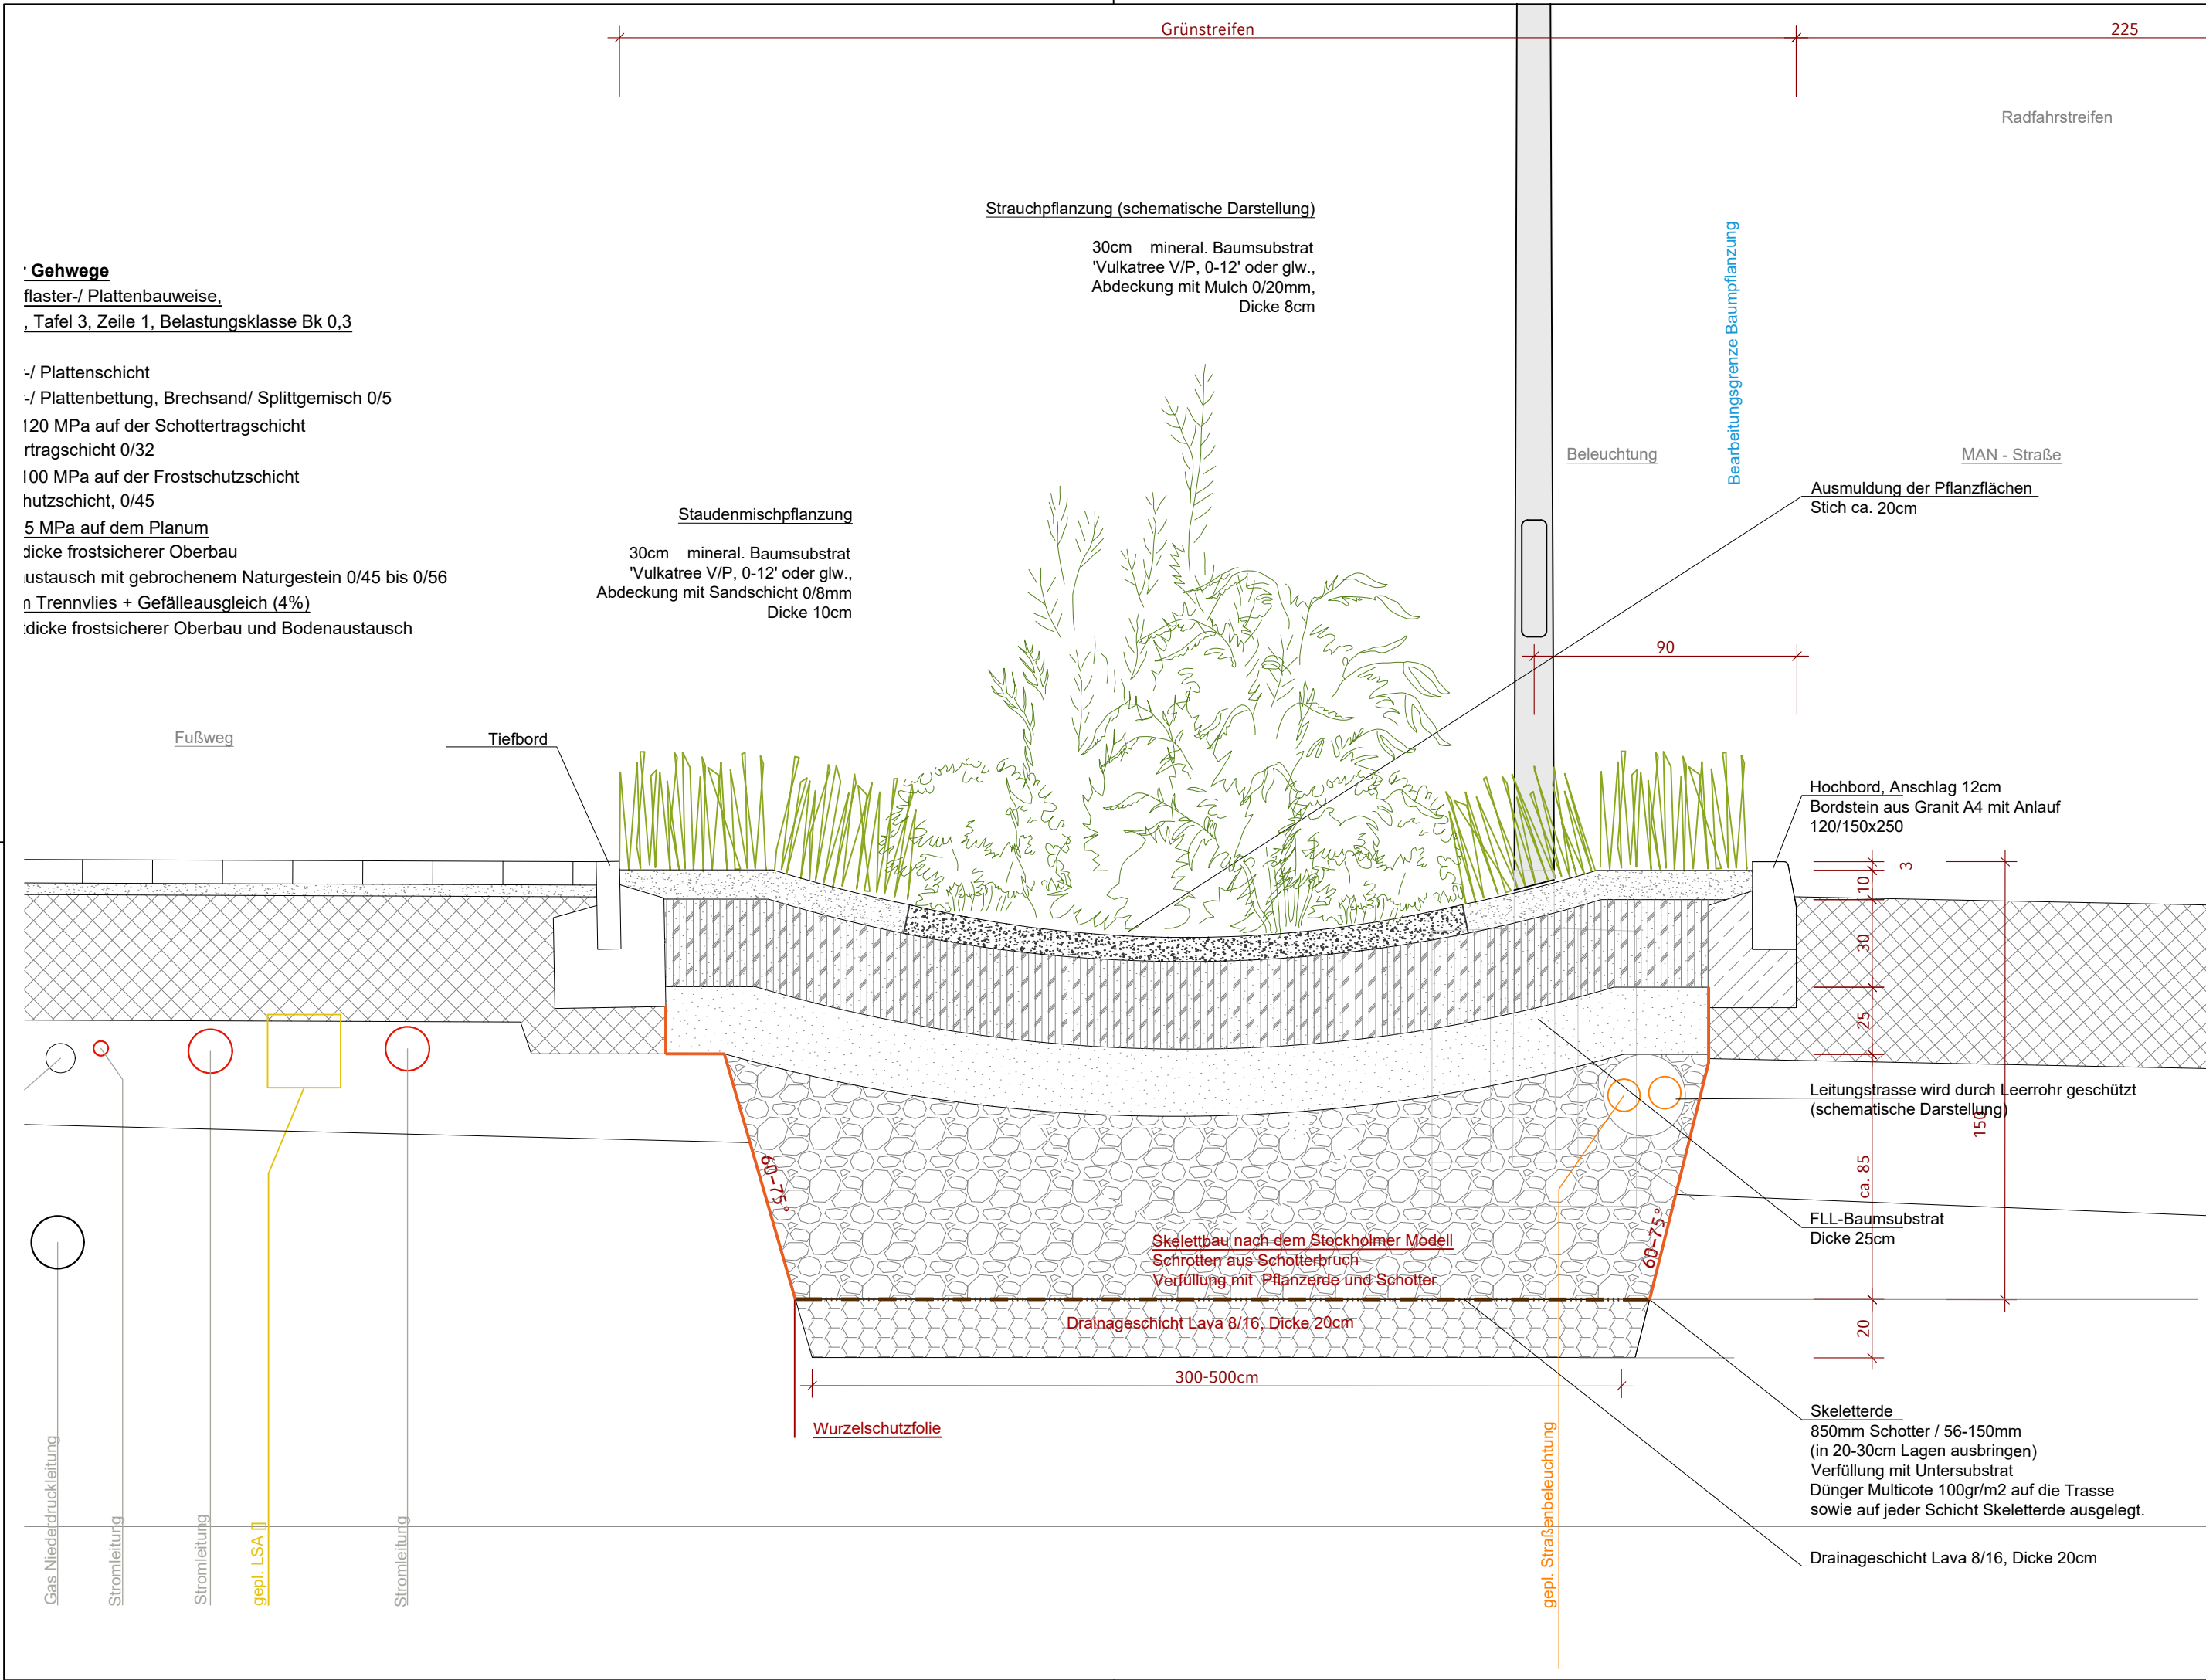 Grünstreifen
225
Radfahrstreifen
Strauchpflanzung (schematische Darstellung)
30cm mineral. Baumsubstrat
'Vulkatree V/P, 0-12' oder glw.,
Abdeckung mit Mulch 0/20mm,
Dicke 8cm
Bearbeitungsgrenze Baumpflanzung
Gehwege
flaster-/ Plattenbauweise,
, Tafel 3, Zeile 1, Belastungsklasse Bk 0,3
-/ Plattenschicht
-/ Plattenbettung, Brechsand/ Splittgemisch 0/5
120 MPa auf der Schottertragschicht
rtragschicht 0/32
100 MPa auf der Frostschutzschicht
hutzschicht, 0/45
5 MPa auf dem Planum
dicke frostsicherer Oberbau
ustausch mit gebrochenem Naturgestein 0/45 bis 0/56
n Trennvlies + Gefälleausgleich (4%)
dicke frostsicherer Oberbau und Bodenaustausch
Staudenmischpflanzung
30cm mineral. Baumsubstrat
'Vulkatree V/P, 0-12' oder glw.,
Abdeckung mit Sandschicht 0/8mm
Dicke 10cm
Beleuchtung
MAN - Straße
Ausmuldung der Pflanzflächen
Stich ca. 20cm
90
Fußweg
Tiefbord
Hochbord, Anschlag 12cm
Bordstein aus Granit A4 mit Anlauf
120/150x250
3
10
30
25
ca. 85
20
150
Leitungstrasse wird durch Leerrohr geschützt
(schematische Darstellung)
60-75°
60-75°
FLL-Baumsubstrat
Dicke 25cm
Skelettbau nach dem Stockholmer Modell
Schrotten aus Schotterbruch
Verfüllung mit Pflanzerde und Schotter
Drainageschicht Lava 8/16, Dicke 20cm
300-500cm
Wurzelschutzfolie
Skeletterde
850mm Schotter / 56-150mm
(in 20-30cm Lagen ausbringen)
Verfüllung mit Untersubstrat
Dünger Multicote 100gr/m2 auf die Trasse
sowie auf jeder Schicht Skeletterde ausgelegt.
Drainageschicht Lava 8/16, Dicke 20cm
Gas Niederdruckleitung
Stromleitung
Stromleitung
gepl. LSA []
Stromleitung
gepl. Straßenbeleuchtung